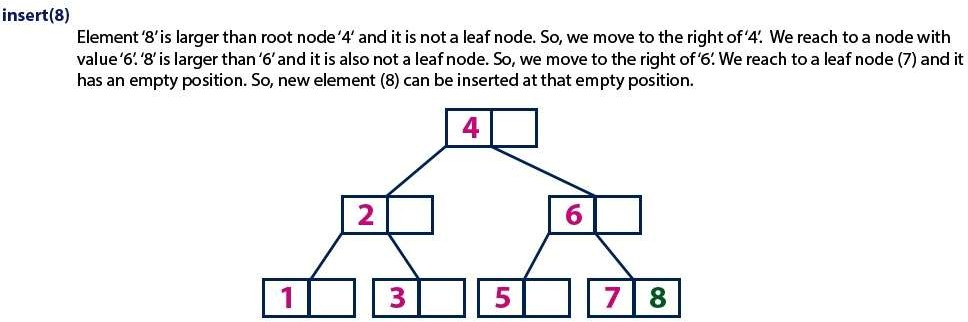 insert(8)
Element ‘8’ is larger than root node ‘4’ and it is not a leaf node. So, we move to the right of ‘4’. We reach to a node with
value ‘6’. ‘8’ is larger than ‘6’ and it is also not a leaf node. So, we move to the right of ‘6’. We reach to a leaf node (7) and it
has an empty position. So, new element (8) can be inserted at that empty position.
4
2 6
1 3 5 7 8